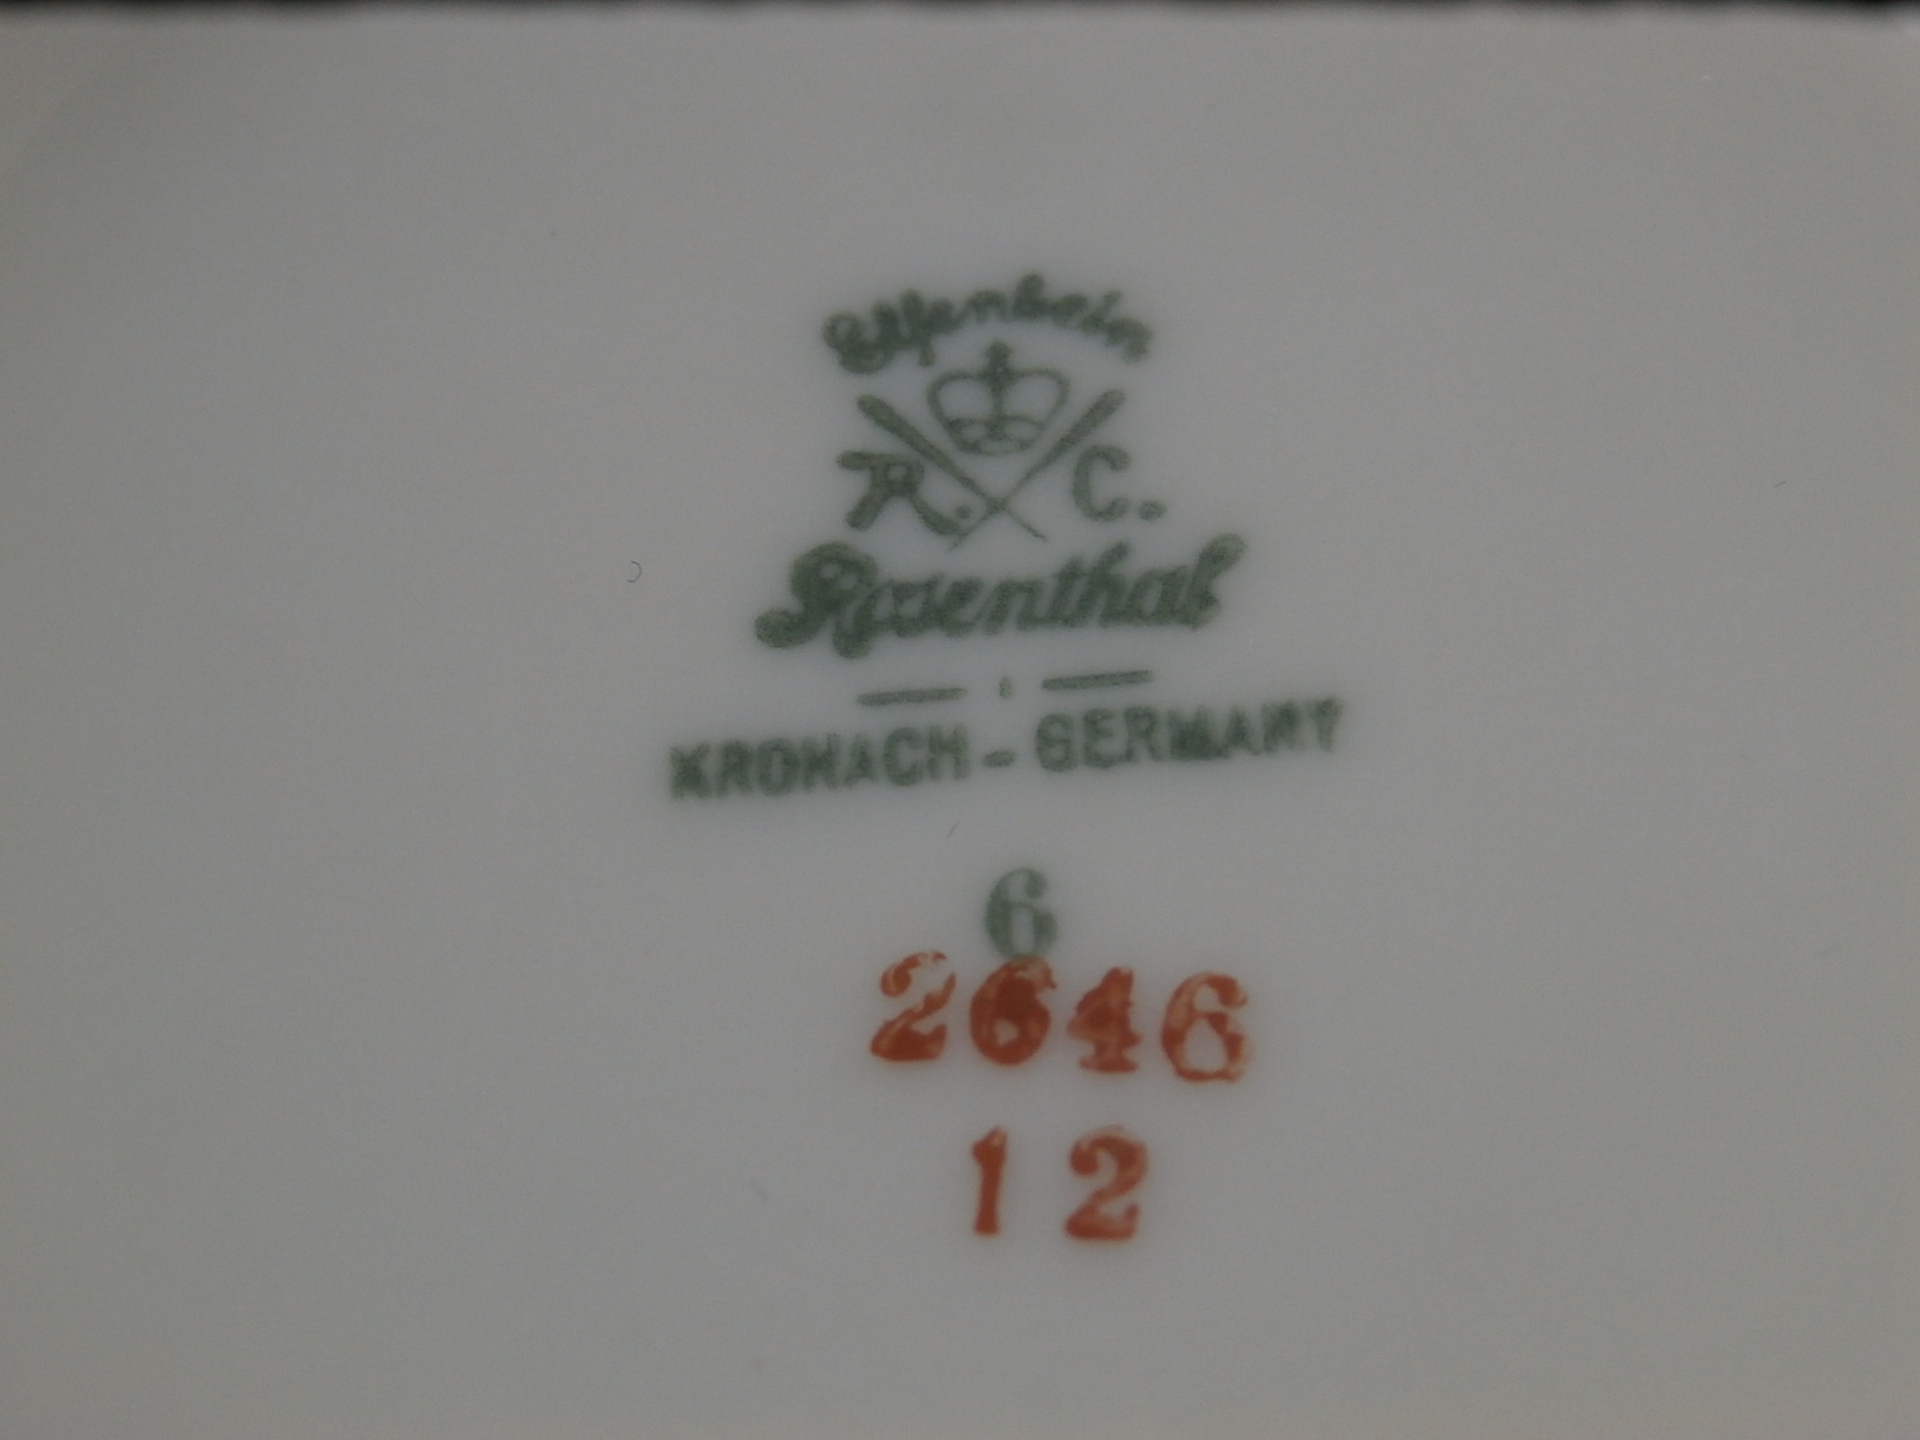 Elfenbein
R. C.
Rosenthal
KRONACH - GERMANY
6
2646
12